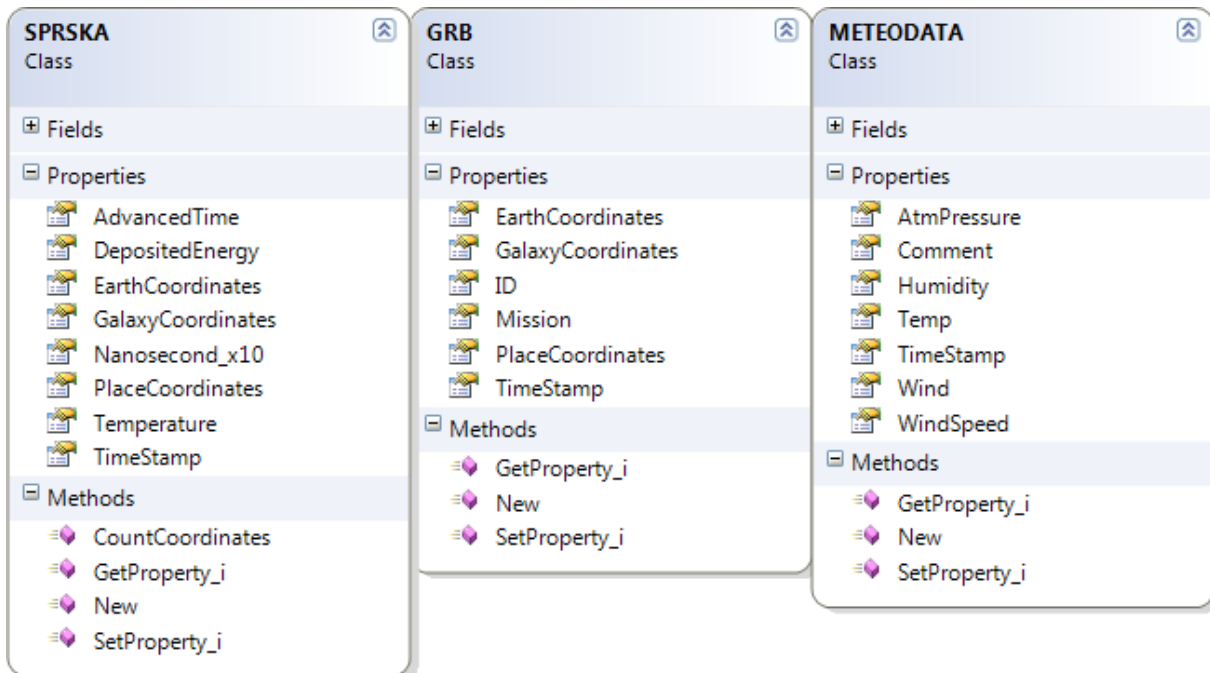 SPRSKA
Class
Fields
Properties
AdvancedTime
DepositedEnergy
EarthCoordinates
GalaxyCoordinates
Nanosecond_x10
PlaceCoordinates
Temperature
TimeStamp
Methods
CountCoordinates
GetProperty_i
New
SetProperty_i
GRB
Class
Fields
Properties
EarthCoordinates
GalaxyCoordinates
ID
Mission
PlaceCoordinates
TimeStamp
Methods
GetProperty_i
New
SetProperty_i
METEODATA
Class
Fields
Properties
AtmPressure
Comment
Humidity
Temp
TimeStamp
Wind
WindSpeed
Methods
GetProperty_i
New
SetProperty_i